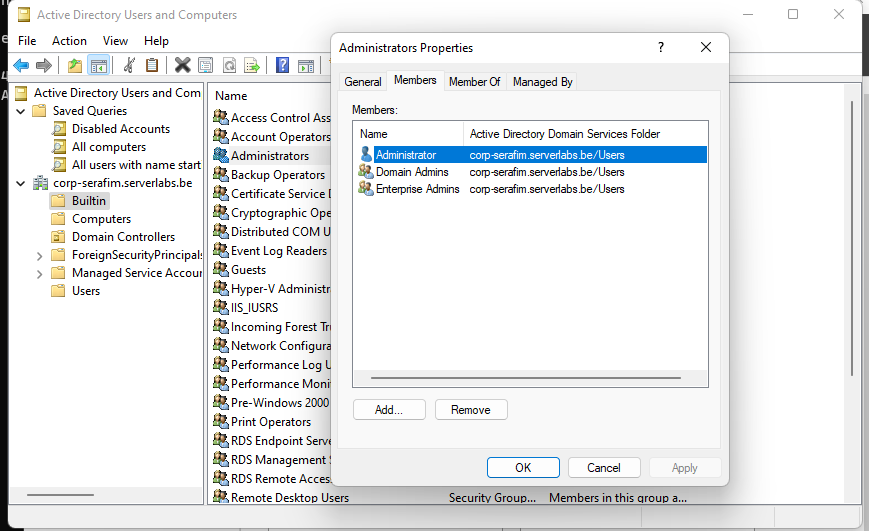 Active Directory Users and Computers
File Action View Help
Active Directory Users and Com
Saved Queries
Disabled Accounts
All computers
All users with name start
corp-serafim.serverlabs.be
Builtin
Computers
Domain Controllers
ForeignSecurityPrincipals
Managed Service Accour
Users
Name
Access Control Ass
Account Operators
Administrators
Backup Operators
Certificate Service D
Cryptographic Ope
Distributed COM U
Event Log Readers
Guests
Hyper-V Administra
IIS_IUSRS
Incoming Forest Tru
Network Configura
Performance Log U
Performance Moni
Pre-Windows 2000
Print Operators
RDS Endpoint Serve
RDS Management S
RDS Remote Acces
Remote Desktop Users Security Group... Members in this group a...
Administrators Properties
General Members Member Of Managed By
Members:
Name Active Directory Domain Services Folder
Administrator corp-serafim.serverlabs.be/Users
Domain Admins corp-serafim.serverlabs.be/Users
Enterprise Admins corp-serafim.serverlabs.be/Users
Add... Remove
OK Cancel Apply